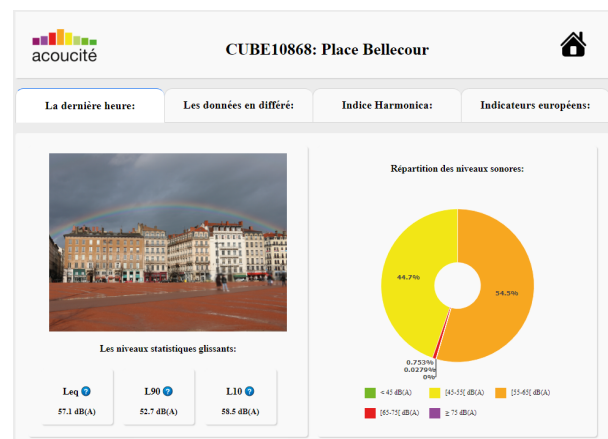 acoucité
CUBE10868: Place Bellecour
La dernière heure:
Les données en différé:
Indice Harmonica:
Indicateurs européens:
Répartition des niveaux sonores:
44.7%
54.5%
0.753%
0.0279%
0%
Les niveaux statistiques glissants:
Leq ?
L90 ?
L10 ?
57.1 dB(A)
52.7 dB(A)
58.5 dB(A)
< 45 dB(A)
[45-55[ dB(A)
[55-65[ dB(A)
[65-75[ dB(A)
≥ 75 dB(A)